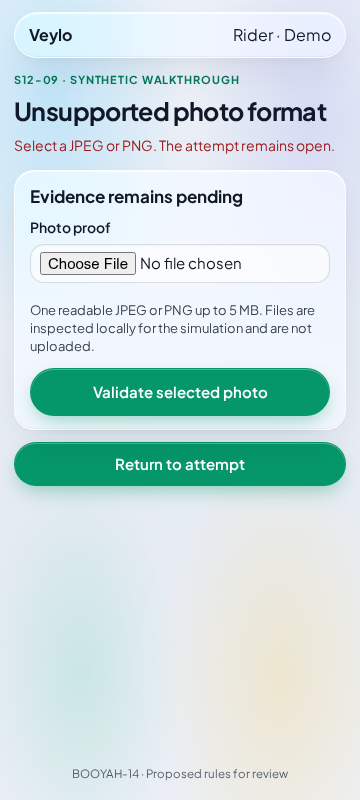 Veylo
Rider · Demo
S12-09 · SYNTHETIC WALKTHROUGH
Unsupported photo format
Select a JPEG or PNG. The attempt remains open.
Evidence remains pending
Photo proof
Choose File No file chosen
One readable JPEG or PNG up to 5 MB. Files are
inspected locally for the simulation and are not
uploaded.
Validate selected photo
Return to attempt
BOOYAH-14 · Proposed rules for review